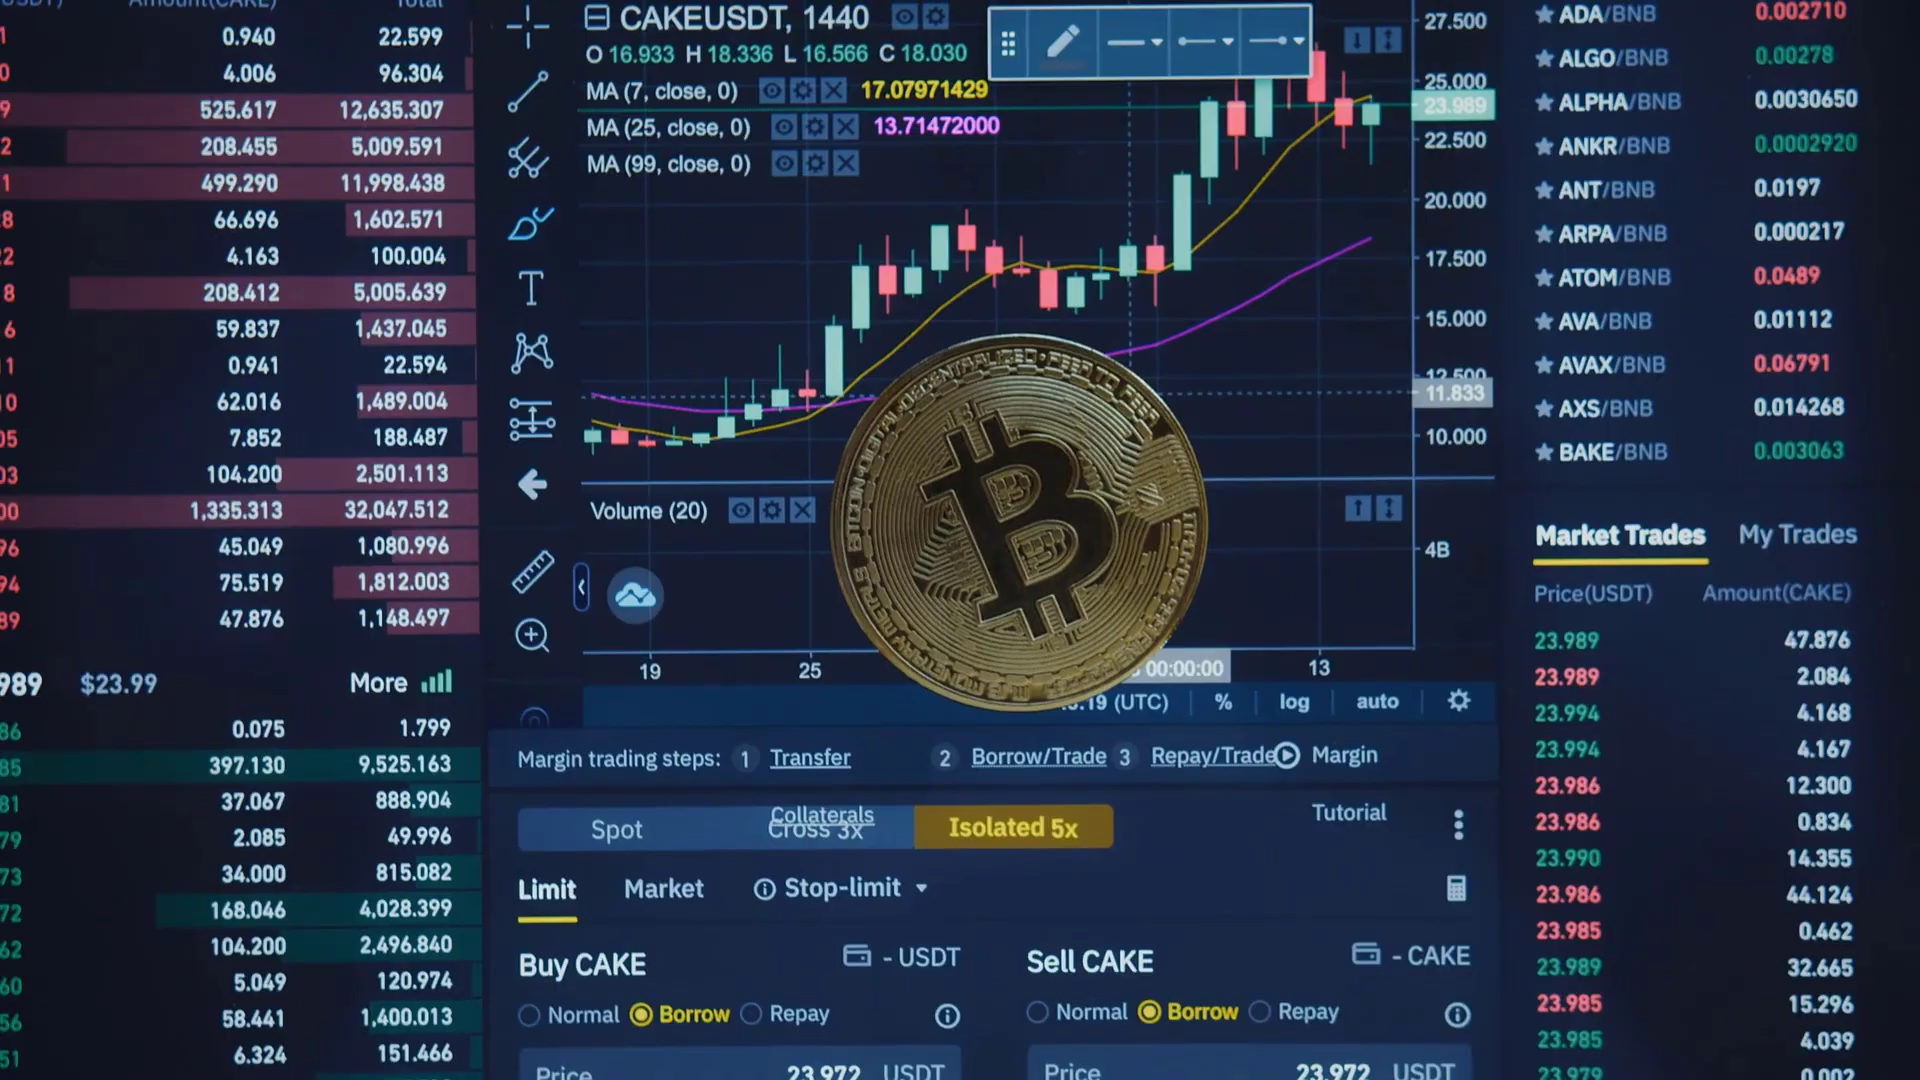 Amount(CAKE) Total
0.940 22.599
4.006 96.304
525.617 12,635.307
208.455 5,009.591
499.290 11,998.438
66.696 1,602.571
4.163 100.004
208.412 5,005.639
59.837 1,437.045
0.941 22.594
62.016 1,489.004
7.852 188.487
104.200 2,501.113
1,335.313 32,047.512
45.049 1,080.996
75.519 1,812.003
47.876 1,148.497
989 $23.99 More
0.075 1.799
397.130 9,525.163
37.067 888.904
2.085 49.996
34.000 815.082
168.046 4,028.399
104.200 2,496.840
5.049 120.974
58.441 1,400.013
6.324 151.466
CAKEUSDT, 1440
O 16.933 H 18.336 L 16.566 C 18.030
MA (7, close, 0) 17.07971429
MA (25, close, 0) 13.71472000
MA (99, close, 0)
27.500
25.000
23.989
22.500
20.000
17.500
15.000
12.500
11.833
10.000
Volume (20)
4B
19 25 00:00:00 13
:19 (UTC) % log auto
Margin trading steps: 1 Transfer 2 Borrow/Trade 3 Repay/Trade Margin
Collaterals Tutorial
Spot Cross 3x Isolated 5x
Limit Market Stop-limit
Buy CAKE - USDT
Normal Borrow Repay
Price 23.972 USDT
Sell CAKE - CAKE
Normal Borrow Repay
Price 23.972 USDT
ADA/BNB 0.002710
ALGO/BNB 0.00278
ALPHA/BNB 0.0030650
ANKR/BNB 0.0002920
ANT/BNB 0.0197
ARPA/BNB 0.000217
ATOM/BNB 0.0489
AVA/BNB 0.01112
AVAX/BNB 0.06791
AXS/BNB 0.014268
BAKE/BNB 0.003063
Market Trades My Trades
Price(USDT) Amount(CAKE)
23.989 47.876
23.989 2.084
23.994 4.168
23.994 4.167
23.986 12.300
23.986 0.834
23.990 14.355
23.986 44.124
23.985 0.462
23.989 32.665
23.985 15.296
23.985 4.039
23.979 0.002